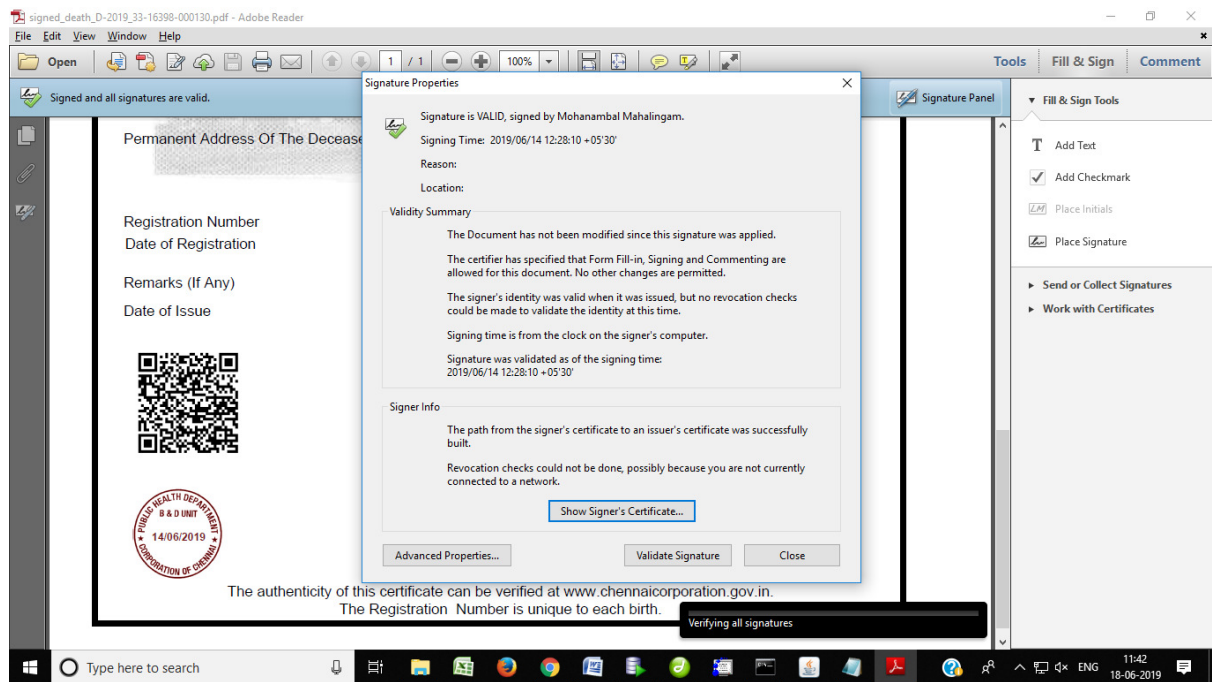 signed_death_D-2019_33-16398-000130.pdf - Adobe Reader
File Edit View Window Help
Open 1 / 1 100% Tools Fill & Sign Comment
Signed and all signatures are valid. Signature Panel
Permanent Address Of The Decease
Registration Number
Date of Registration
Remarks (If Any)
Date of Issue
PUBLIC HEALTH DEPARTMENT
B & D UNIT
14/06/2019
CORPORATION OF CHENNAI
The authenticity of this certificate can be verified at www.chennaicorporation.gov.in.
The Registration Number is unique to each birth.
Signature Properties
Signature is VALID, signed by Mohanambal Mahalingam.
Signing Time: 2019/06/14 12:28:10 +05'30'
Reason:
Location:
Validity Summary
The Document has not been modified since this signature was applied.
The certifier has specified that Form Fill-in, Signing and Commenting are
allowed for this document. No other changes are permitted.
The signer's identity was valid when it was issued, but no revocation checks
could be made to validate the identity at this time.
Signing time is from the clock on the signer's computer.
Signature was validated as of the signing time:
2019/06/14 12:28:10 +05'30'
Signer Info
The path from the signer's certificate to an issuer's certificate was successfully
built.
Revocation checks could not be done, possibly because you are not currently
connected to a network.
Show Signer's Certificate...
Advanced Properties... Validate Signature Close
Verifying all signatures
Fill & Sign Tools
T Add Text
Add Checkmark
LM Place Initials
Place Signature
Send or Collect Signatures
Work with Certificates
Type here to search
ENG 11:42
18-06-2019